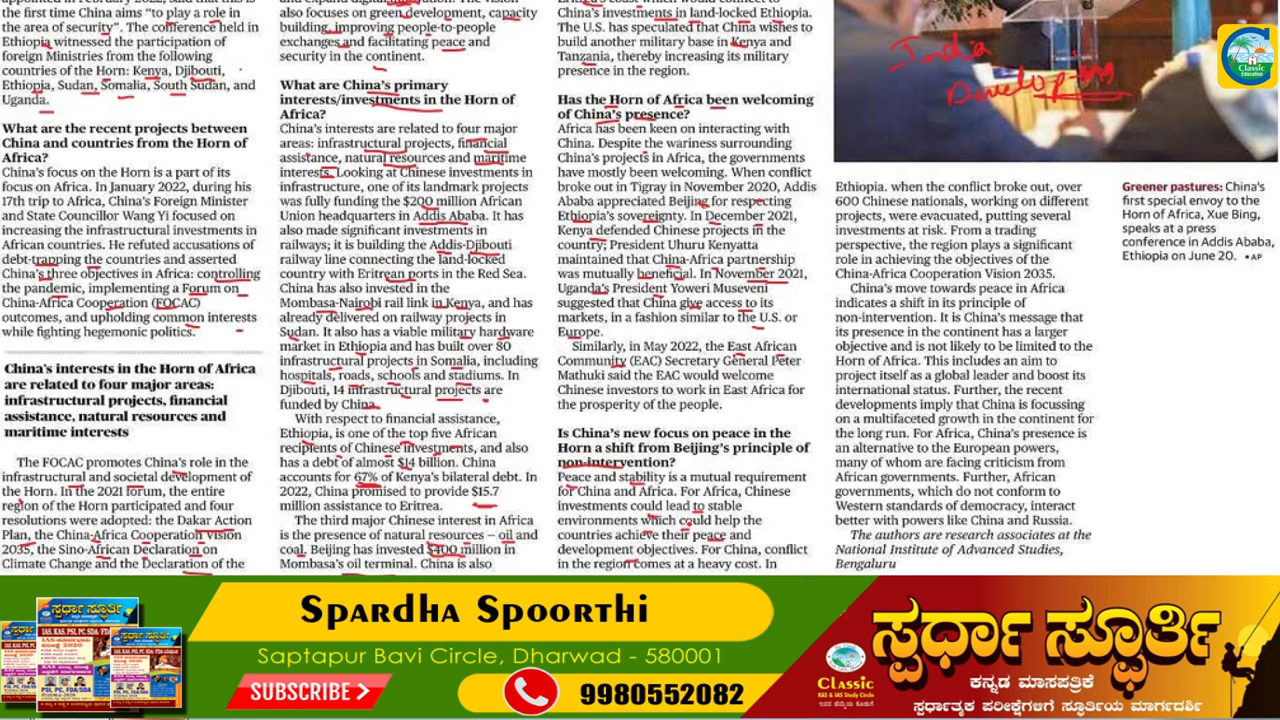 appointed in February 2022, said that this is
the first time China aims "to play a role in
the area of security". The conference held in
Ethiopia witnessed the participation of
foreign Ministries from the following
countries of the Horn: Kenya, Djibouti,
Ethiopia, Sudan, Somalia, South Sudan, and
Uganda.
What are the recent projects between
China and countries from the Horn of
Africa?
China's focus on the Horn is a part of its
focus on Africa. In January 2022, during his
17th trip to Africa, China's Foreign Minister
and State Councillor Wang Yi focused on
increasing the infrastructural investments in
African countries. He refuted accusations of
debt-trapping the countries and asserted
China's three objectives in Africa: controlling
the pandemic, implementing a Forum on
China-Africa Cooperation (FOCAC)
outcomes, and upholding common interests
while fighting hegemonic politics.
China's interests in the Horn of Africa
are related to four major areas:
infrastructural projects, financial
assistance, natural resources and
maritime interests
The FOCAC promotes China's role in the
infrastructural and societal development of
the Horn. In the 2021 forum, the entire
region of the Horn participated and four
resolutions were adopted: the Dakar Action
Plan, the China-Africa Cooperation Vision
2035, the Sino-African Declaration on
Climate Change and the Declaration of the
and expand digital innovation. The vision
also focuses on green development, capacity
building, improving people-to-people
exchanges and facilitating peace and
security in the continent.
What are China's primary
interests/investments in the Horn of
Africa?
China's interests are related to four major
areas: infrastructural projects, financial
assistance, natural resources and maritime
interests. Looking at Chinese investments in
infrastructure, one of its landmark projects
was fully funding the $200 million African
Union headquarters in Addis Ababa. It has
also made significant investments in
railways; it is building the Addis-Djibouti
railway line connecting the land-locked
country with Eritrean ports in the Red Sea.
China has also invested in the
Mombasa-Nairobi rail link in Kenya, and has
already delivered on railway projects in
Sudan. It also has a viable military hardware
market in Ethiopia and has built over 80
infrastructural projects in Somalia, including
hospitals, roads, schools and stadiums. In
Djibouti, 14 infrastructural projects are
funded by China.
With respect to financial assistance,
Ethiopia, is one of the top five African
recipients of Chinese investments, and also
has a debt of almost $14 billion. China
accounts for 67% of Kenya's bilateral debt. In
2022, China promised to provide $15.7
million assistance to Eritrea.
The third major Chinese interest in Africa
is the presence of natural resources – oil and
coal. Beijing has invested $400 million in
Mombasa's oil terminal. China is also
Eritrea's coast which would connect to
China's investments in land-locked Ethiopia.
The U.S. has speculated that China wishes to
build another military base in Kenya and
Tanzania, thereby increasing its military
presence in the region.
Has the Horn of Africa been welcoming
of China's presence?
Africa has been keen on interacting with
China. Despite the wariness surrounding
China's projects in Africa, the governments
have mostly been welcoming. When conflict
broke out in Tigray in November 2020, Addis
Ababa appreciated Beijing for respecting
Ethiopia's sovereignty. In December 2021,
Kenya defended Chinese projects in the
country; President Uhuru Kenyatta
maintained that China-Africa partnership
was mutually beneficial. In November 2021,
Uganda's President Yoweri Museveni
suggested that China give access to its
markets, in a fashion similar to the U.S. or
Europe.
Similarly, in May 2022, the East African
Community (EAC) Secretary General Peter
Mathuki said the EAC would welcome
Chinese investors to work in East Africa for
the prosperity of the people.
Is China's new focus on peace in the
Horn a shift from Beijing's principle of
non-intervention?
Peace and stability is a mutual requirement
for China and Africa. For Africa, Chinese
investments could lead to stable
environments which could help the
countries achieve their peace and
development objectives. For China, conflict
in the region comes at a heavy cost. In
India
Developing
Classic
Education
Ethiopia. when the conflict broke out, over
600 Chinese nationals, working on different
projects, were evacuated, putting several
investments at risk. From a trading
perspective, the region plays a significant
role in achieving the objectives of the
China-Africa Cooperation Vision 2035.
China's move towards peace in Africa
indicates a shift in its principle of
non-intervention. It is China's message that
its presence in the continent has a larger
objective and is not likely to be limited to the
Horn of Africa. This includes an aim to
project itself as a global leader and boost its
international status. Further, the recent
developments imply that China is focussing
on a multifaceted growth in the continent for
the long run. For Africa, China's presence is
an alternative to the European powers,
many of whom are facing criticism from
African governments. Further, African
governments, which do not conform to
Western standards of democracy, interact
better with powers like China and Russia.
The authors are research associates at the
National Institute of Advanced Studies,
Bengaluru
Greener pastures: China's
first special envoy to the
Horn of Africa, Xue Bing,
speaks at a press
conference in Addis Ababa,
Ethiopia on June 20. • AP
ಸ್ಪರ್ಧಾ ಸ್ಫೂರ್ತಿ
Spardha Spoorthi
Saptapur Bavi Circle, Dharwad - 580001
SUBSCRIBE
9980552082
Classic
KAS & IAS Study Circle
ಸ್ಪರ್ಧಾ ಸ್ಫೂರ್ತಿ
ಕನ್ನಡ ಮಾಸಪತ್ರಿಕೆ
ಸ್ಪರ್ಧಾತ್ಮಕ ಪರೀಕ್ಷೆಗಳಿಗೆ ಸ್ಫೂರ್ತಿಯ ಮಾರ್ಗದರ್ಶಿ